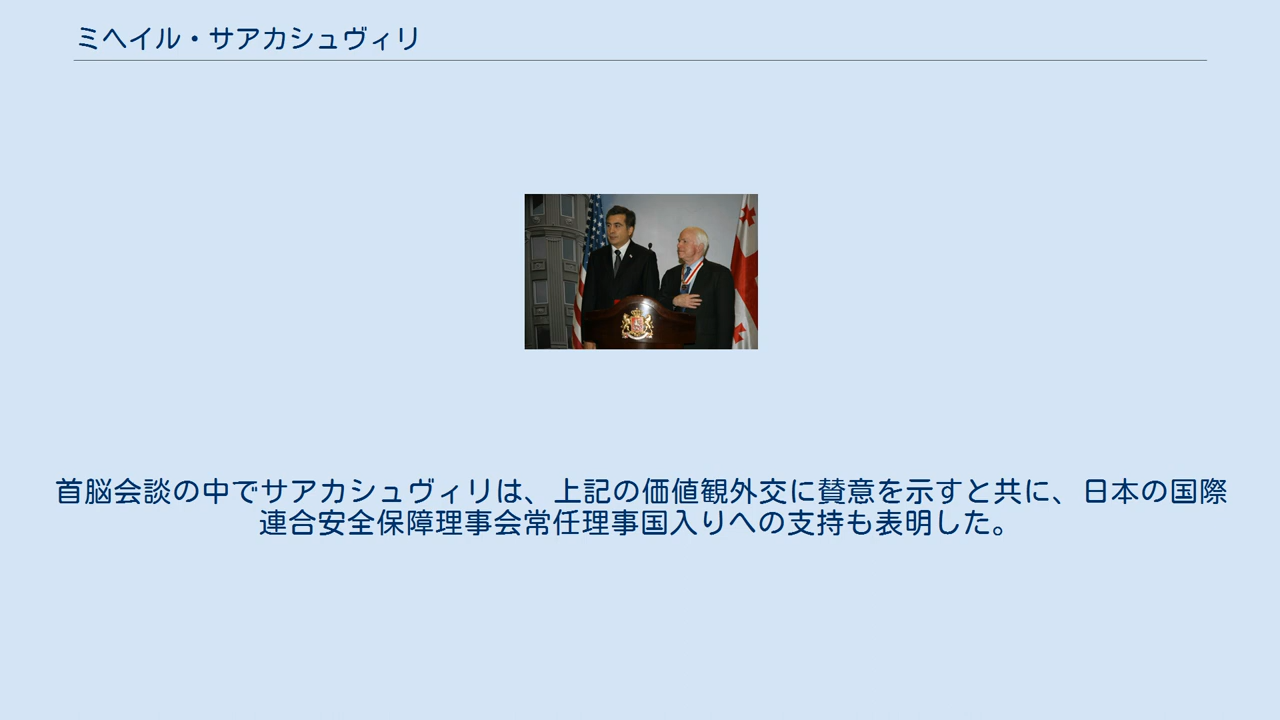 ミヘイル・サアカシュヴィリ
首脳会談の中でサアカシュヴィリは、上記の価値観外交に賛意を示すと共に、日本の国際
連合安全保障理事会常任理事国入りへの支持も表明した。